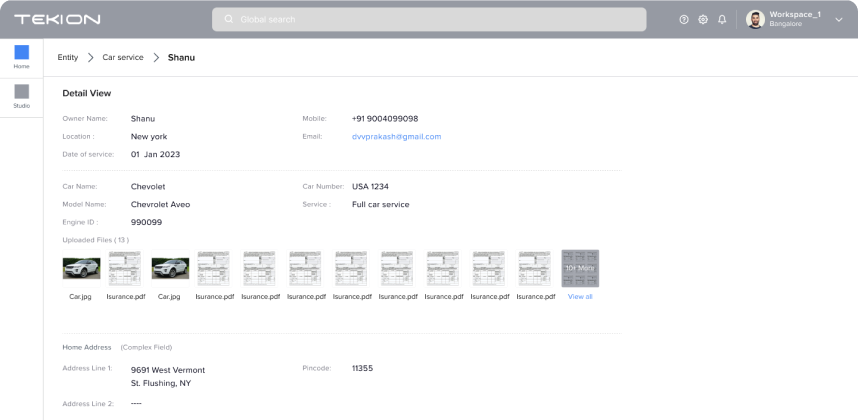 TEKION
Global search
Workspace_1
Bangalore
Home
Studio
Entity > Car service > Shanu
Detail View
Owner Name: Shanu Mobile: +91 9004099098
Location : New york Email: dvvprakash@gmail.com
Date of service: 01 Jan 2023
Car Name: Chevolet Car Number: USA 1234
Model Name: Chevrolet Aveo Service : Full car service
Engine ID : 990099
Uploaded Files ( 13 )
10+ More
Car.jpg Isurance.pdf Car.jpg Isurance.pdf Isurance.pdf Isurance.pdf Isurance.pdf Isurance.pdf Isurance.pdf Isurance.pdf Isurance.pdf View all
Home Address (Complex Field)
Address Line 1: 9691 West Vermont Pincode: 11355
St. Flushing, NY
Address Line 2: ----